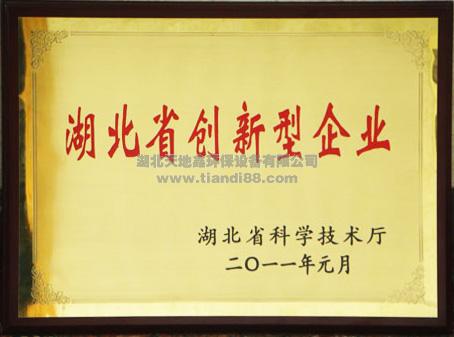 湖北省创新型企业
湖北天地鑫环保设备有限公司
www.tiandi88.com
湖北省科学技术厅
二〇一一年元月